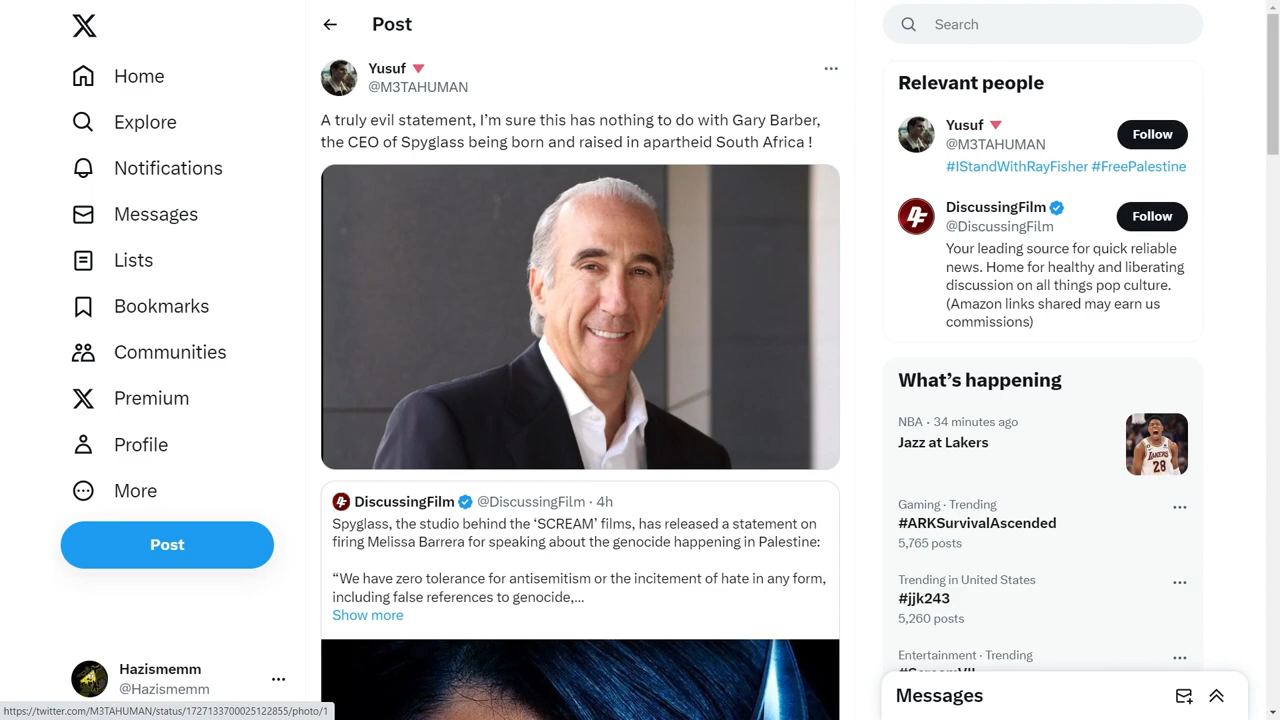 Home
Explore
Notifications
Messages
Lists
Bookmarks
Communities
Premium
Profile
More
Post
Hazismemm
@Hazismemm
https://twitter.com/M3TAHUMAN/status/1727133700025122855/photo/1
Post
Yusuf
@M3TAHUMAN
A truly evil statement, I’m sure this has nothing to do with Gary Barber,
the CEO of Spyglass being born and raised in apartheid South Africa !
DiscussingFilm @DiscussingFilm · 4h
Spyglass, the studio behind the ‘SCREAM’ films, has released a statement on
firing Melissa Barrera for speaking about the genocide happening in Palestine:
“We have zero tolerance for antisemitism or the incitement of hate in any form,
including false references to genocide,...
Show more
Search
Relevant people
Yusuf
@M3TAHUMAN
Follow
#IStandWithRayFisher #FreePalestine
DiscussingFilm
@DiscussingFilm
Follow
Your leading source for quick reliable
news. Home for healthy and liberating
discussion on all things pop culture.
(Amazon links shared may earn us
commissions)
What’s happening
NBA · 34 minutes ago
Jazz at Lakers
LAKERS
28
Gaming · Trending
#ARKSurvivalAscended
5,765 posts
Trending in United States
#jjk243
5,260 posts
Entertainment · Trending
#ScreamVII
Messages